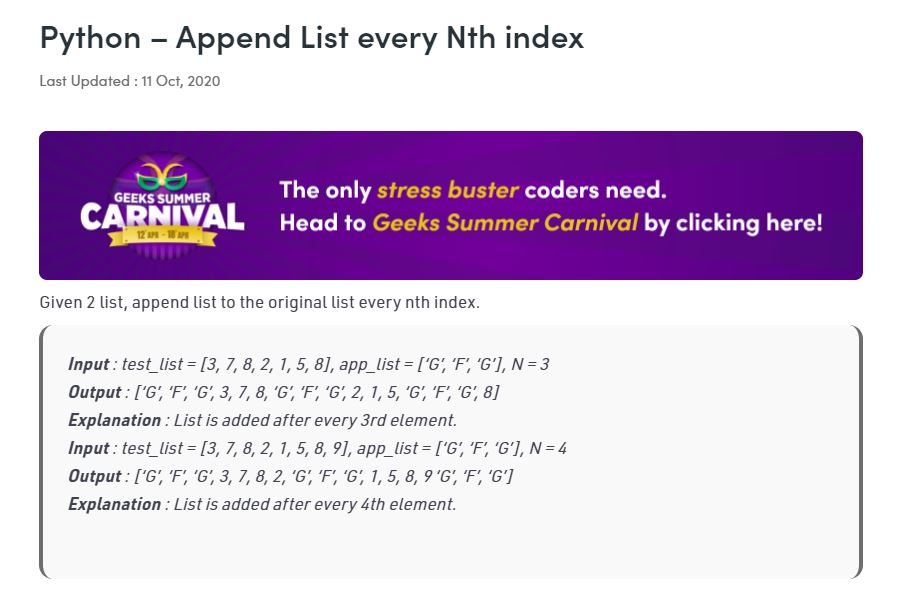 Python – Append List every Nth index
Last Updated : 11 Oct, 2020
GEEKS SUMMER
CARNIVAL
12 APR - 18 APR
The only stress buster coders need.
Head to Geeks Summer Carnival by clicking here!
Given 2 list, append list to the original list every nth index.
Input : test_list = [3, 7, 8, 2, 1, 5, 8], app_list = [‘G’, ‘F’, ‘G’], N = 3
Output : [‘G’, ‘F’, ‘G’, 3, 7, 8, ‘G’, ‘F’, ‘G’, 2, 1, 5, ‘G’, ‘F’, ‘G’, 8]
Explanation : List is added after every 3rd element.
Input : test_list = [3, 7, 8, 2, 1, 5, 8, 9], app_list = [‘G’, ‘F’, ‘G’], N = 4
Output : [‘G’, ‘F’, ‘G’, 3, 7, 8, 2, ‘G’, ‘F’, ‘G’, 1, 5, 8, 9 ‘G’, ‘F’, ‘G’]
Explanation : List is added after every 4th element.